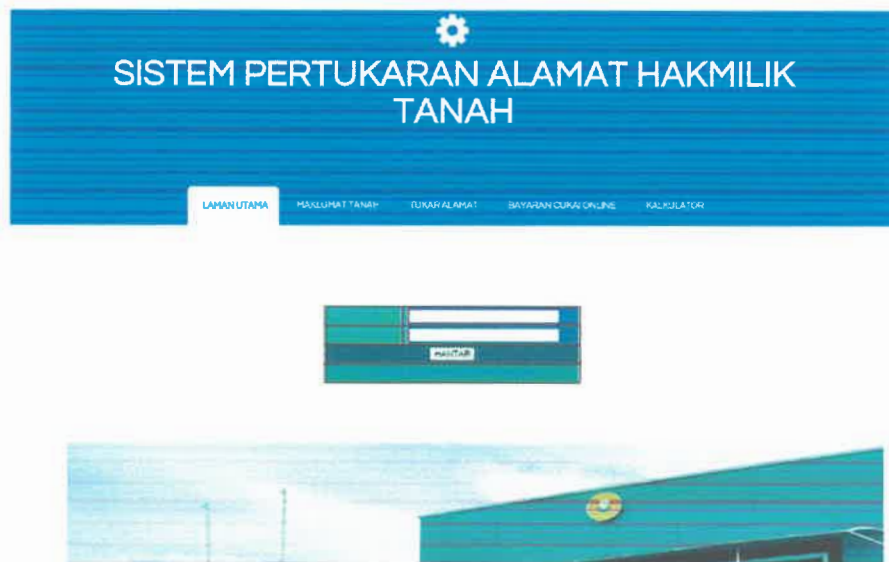 SISTEM PERTUKARAN ALAMAT HAKMILIK
TANAH
LAMAN UTAMA MAKLUMAT TANAH TUKAR ALAMAT BAYARAN CUKAI ONLINE KALKULATOR
HANTAR